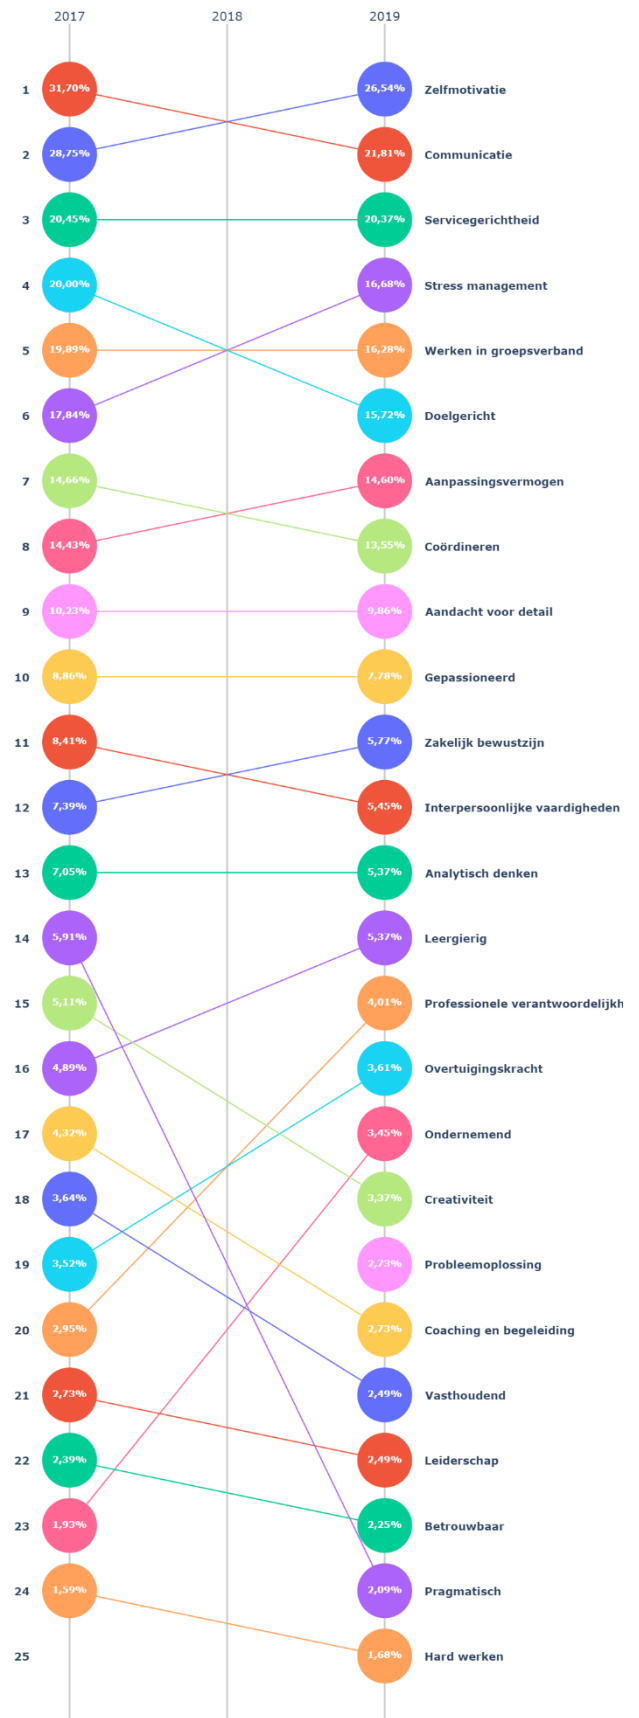 2017 2018 2019
1 31,70% 26,54% Zelfmotivatie
2 28,75% 21,81% Communicatie
3 20,45% 20,37% Servicegerichtheid
4 20,00% 16,68% Stress management
5 19,89% 16,28% Werken in groepsverband
6 17,84% 15,72% Doelgericht
7 14,66% 14,60% Aanpassingsvermogen
8 14,43% 13,55% Coördineren
9 10,23% 9,86% Aandacht voor detail
10 8,86% 7,78% Gepassioneerd
11 8,41% 5,77% Zakelijk bewustzijn
12 7,39% 5,45% Interpersoonlijke vaardigheden
13 7,05% 5,37% Analytisch denken
14 5,91% 5,37% Leergierig
15 5,11% 4,01% Professionele verantwoordelijkh
16 4,89% 3,61% Overtuigingskracht
17 4,32% 3,45% Ondernemend
18 3,64% 3,37% Creativiteit
19 3,52% 2,73% Probleemoplossing
20 2,95% 2,73% Coaching en begeleiding
21 2,73% 2,49% Vasthoudend
22 2,39% 2,49% Leiderschap
23 1,93% 2,25% Betrouwbaar
24 1,59% 2,09% Pragmatisch
25 1,68% Hard werken